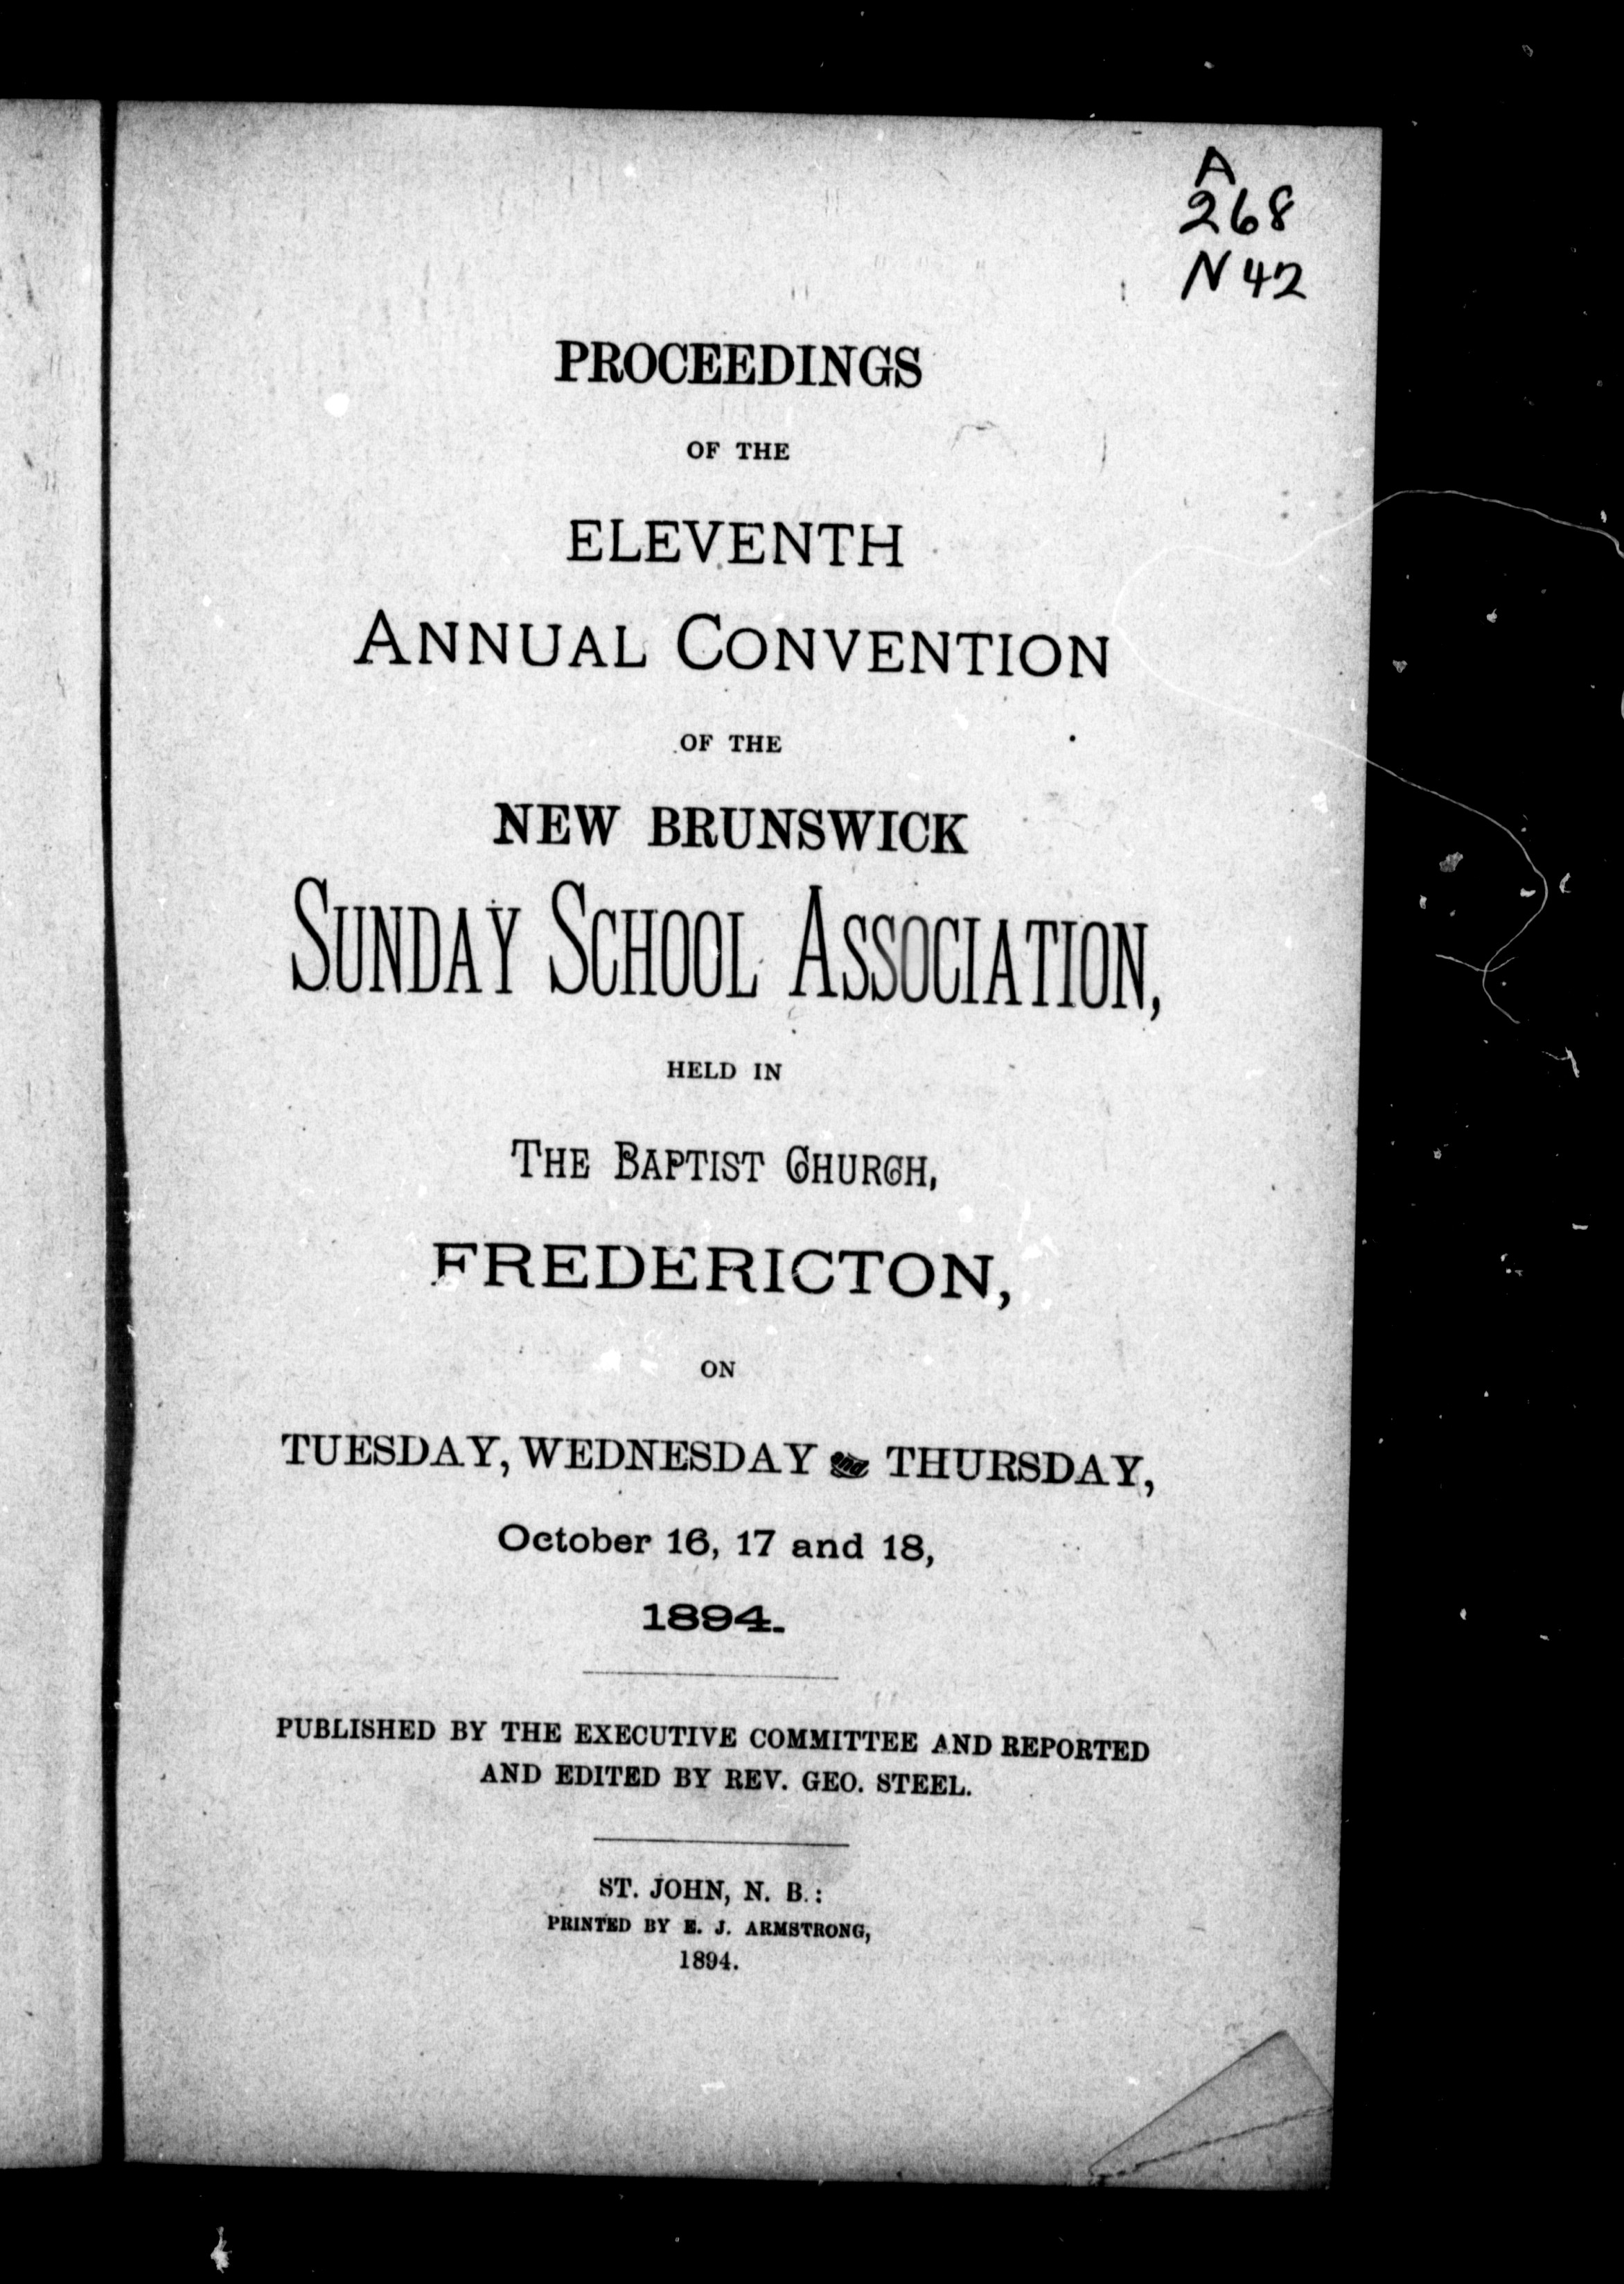 A
268
N 42
PROCEEDINGS
OF THE
ELEVENTH
ANNUAL CONVENTION
OF THE
NEW BRUNSWICK
SUNDAY SCHOOL ASSOCIATION,
HELD IN
THE BAPTIST CHURCH,
FREDERICTON,
ON
TUESDAY, WEDNESDAY and THURSDAY,
October 16, 17 and 18,
1894.
PUBLISHED BY THE EXECUTIVE COMMITTEE AND REPORTED
AND EDITED BY REV. GEO. STEEL.
ST. JOHN, N. B.:
PRINTED BY E. J. ARMSTRONG,
1894.